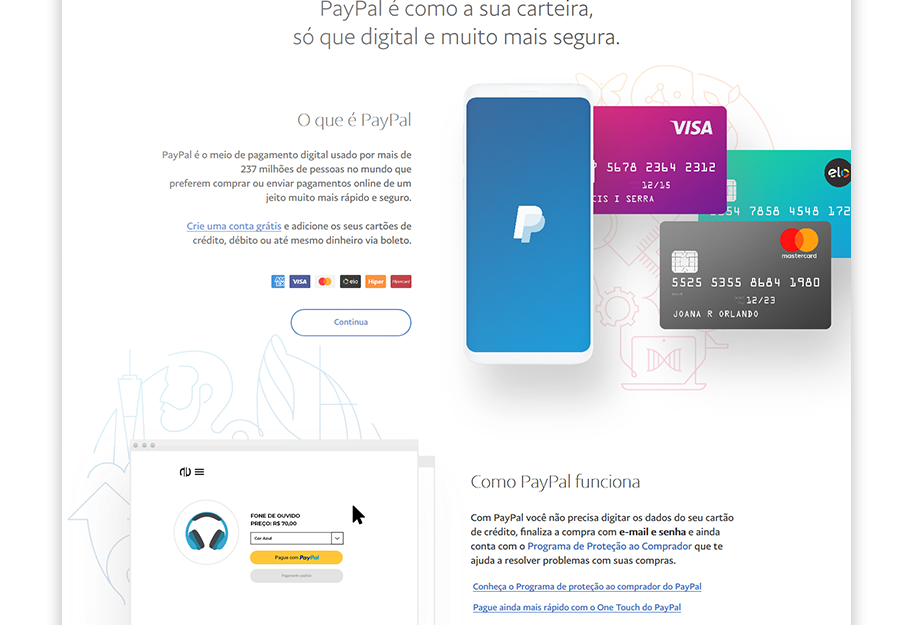 PayPal é como a sua carteira,
só que digital e muito mais segura.
O que é PayPal
PayPal é o meio de pagamento digital usado por mais de
237 milhões de pessoas no mundo que
preferem comprar ou enviar pagamentos online de um
jeito muito mais rápido e seguro.
Crie uma conta grátis e adicione os seus cartões de
crédito, débito ou até mesmo dinheiro via boleto.
VISA
elo
Hiper
Hipercard
Continua
VISA
5678 2364 2312
12/15
CIS I SERRA
elo
54 7858 4548 172
mastercard
5525 5355 8684 1980
12/23
JOANA R ORLANDO
FONE DE OUVIDO
PREÇO: R$ 70,00
Cor Azul
Pague com PayPal
Pagamento padrão
Como PayPal funciona
Com PayPal você não precisa digitar os dados do seu cartão
de crédito, finaliza a compra com e-mail e senha e ainda
conta com o Programa de Proteção ao Comprador que te
ajuda a resolver problemas com suas compras.
Conheça o Programa de proteção ao comprador do PayPal
Pague ainda mais rápido com o One Touch do PayPal